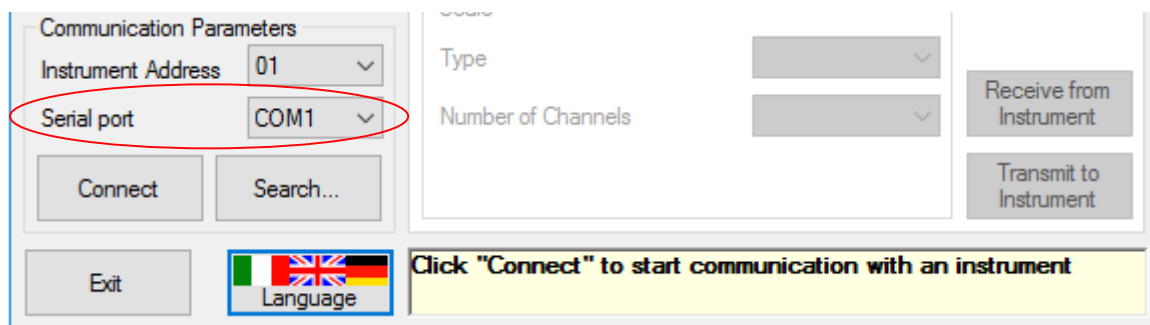 Communication Parameters
Instrument Address 01
Serial port COM1
Connect Search...
Exit
Language
Type
Number of Channels
Receive from
Instrument
Transmit to
Instrument
Click "Connect" to start communication with an instrument